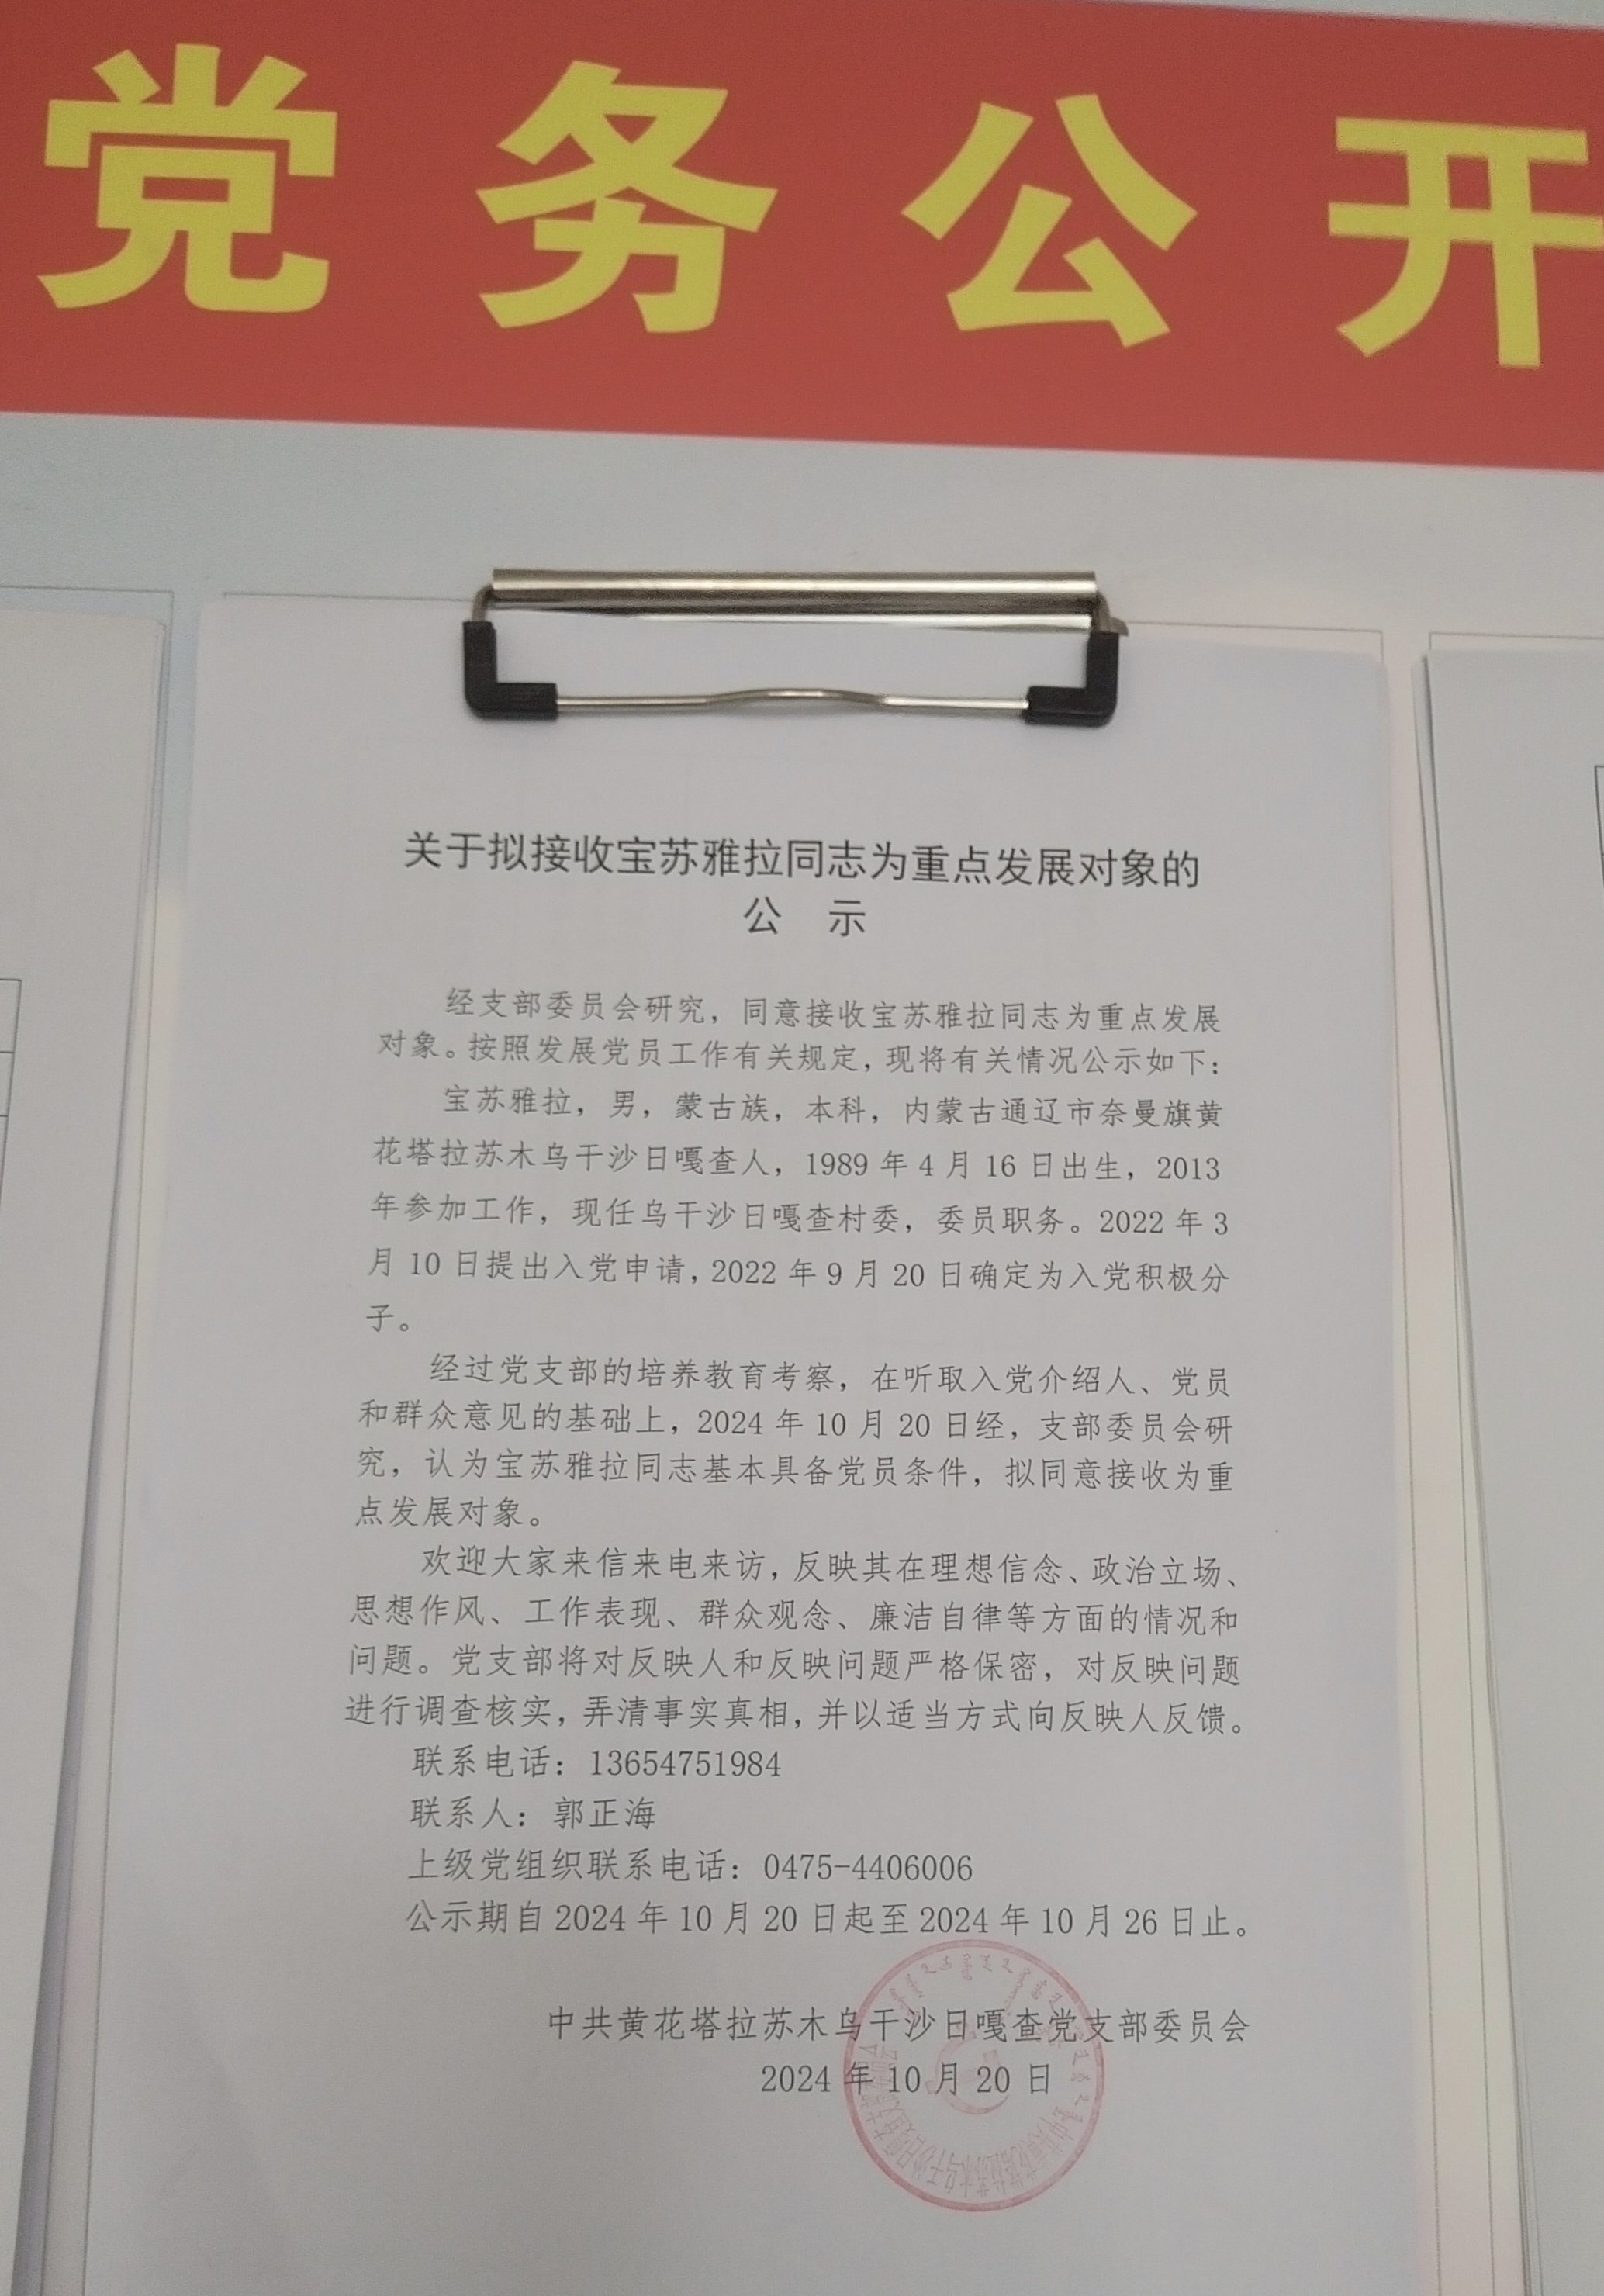 党务公开
关于拟接收宝苏雅拉同志为重点发展对象的
公 示
经支部委员会研究，同意接收宝苏雅拉同志为重点发展
对象。按照发展党员工作有关规定，现将有关情况公示如下：
宝苏雅拉，男，蒙古族，本科，内蒙古通辽市奈曼旗黄
花塔拉苏木乌干沙日嘎查人，1989 年 4 月 16 日出生，2013
年参加工作，现任乌干沙日嘎查村委，委员职务。2022 年 3
月 10 日提出入党申请，2022 年 9 月 20 日确定为入党积极分
子。
经过党支部的培养教育考察，在听取入党介绍人、党员
和群众意见的基础上，2024 年 10 月 20 日经，支部委员会研
究，认为宝苏雅拉同志基本具备党员条件，拟同意接收为重
点发展对象。
欢迎大家来信来电来访，反映其在理想信念、政治立场、
思想作风、工作表现、群众观念、廉洁自律等方面的情况和
问题。党支部将对反映人和反映问题严格保密，对反映问题
进行调查核实，弄清事实真相，并以适当方式向反映人反馈。
联系电话：13654751984
联系人：郭正海
上级党组织联系电话：0475-4406006
公示期自 2024 年 10 月 20 日起至 2024 年 10 月 26 日止。
中共黄花塔拉苏木乌干沙日嘎查党支部委员会
2024 年 10 月 20 日